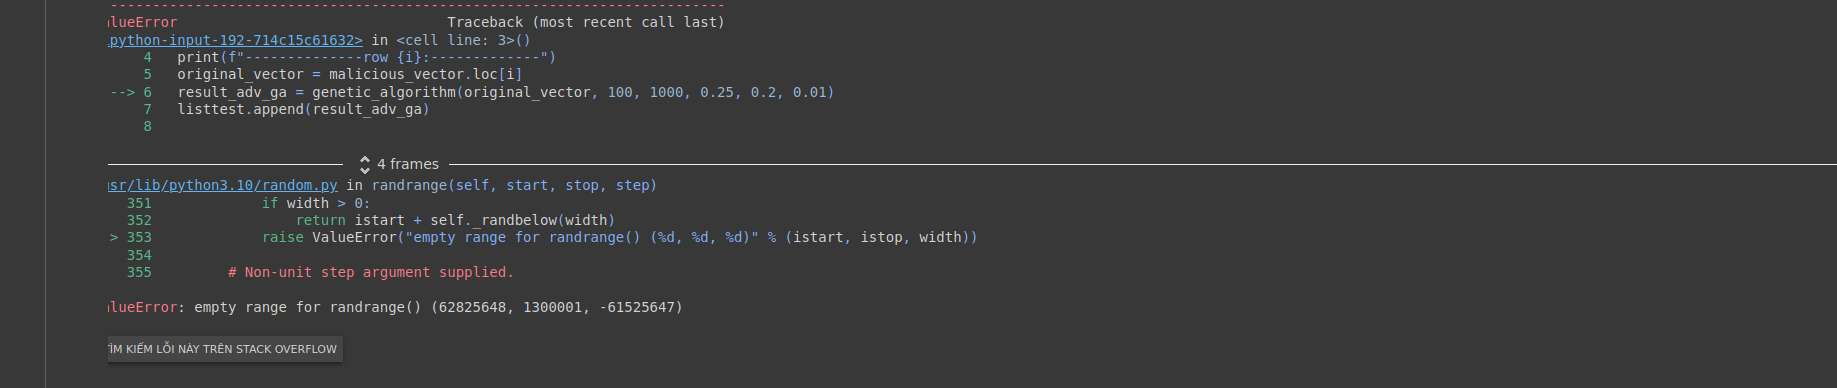 ---------------------------------------------------------------------------
lueError Traceback (most recent call last)
python-input-192-714c15c61632> in <cell line: 3>()
4 print(f"--------------row {i}:-------------")
5 original_vector = malicious_vector.loc[i]
--> 6 result_adv_ga = genetic_algorithm(original_vector, 100, 1000, 0.25, 0.2, 0.01)
7 listtest.append(result_adv_ga)
8
4 frames
usr/lib/python3.10/random.py in randrange(self, start, stop, step)
351 if width > 0:
352 return istart + self._randbelow(width)
> 353 raise ValueError("empty range for randrange() (%d, %d, %d)" % (istart, istop, width))
354
355 # Non-unit step argument supplied.
alueError: empty range for randrange() (62825648, 1300001, -61525647)
TÌM KIẾM LỖI NÀY TRÊN STACK OVERFLOW